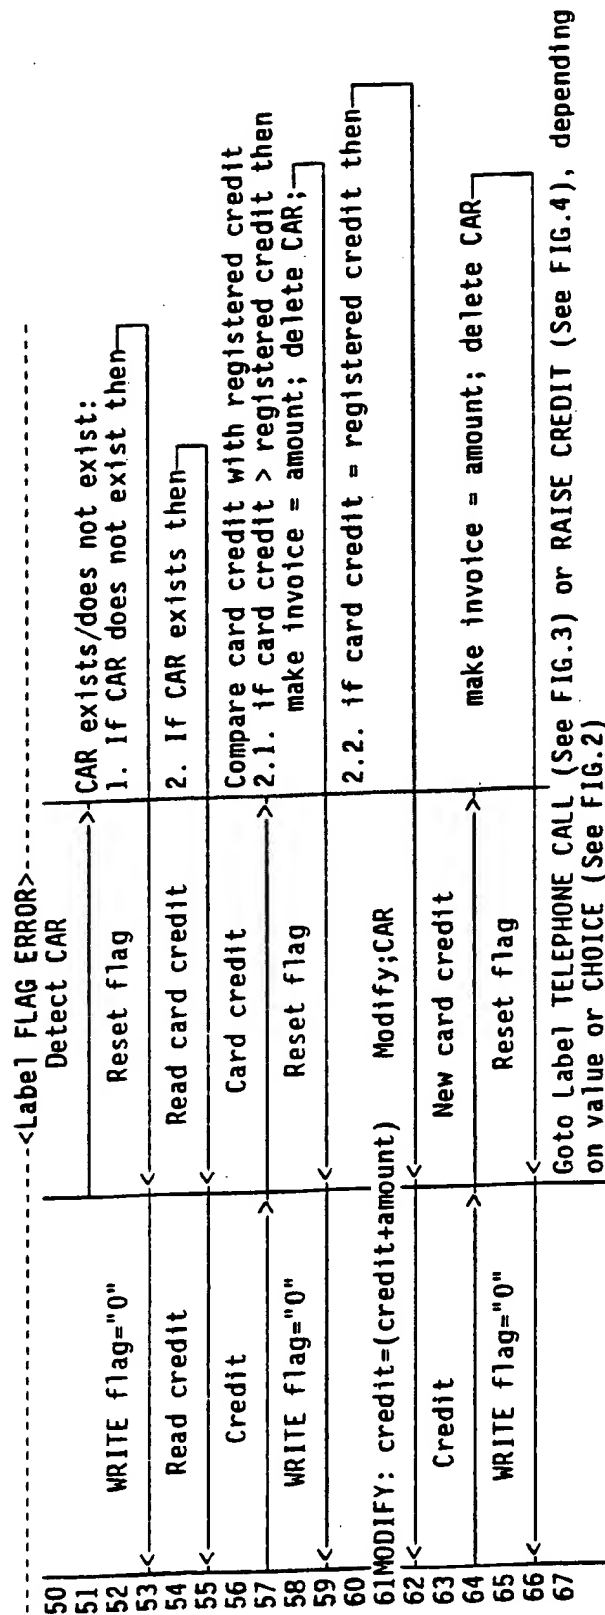 <Label FLAG ERROR>
50 Detect CAR
51 CAR exists/does not exist:
52 WRITE flag="0" Reset flag 1. If CAR does not exist then
53
54 Read credit Read card credit 2. If CAR exists then
55
56 Credit Card credit Compare card credit with registered credit
57 2.1. if card credit > registered credit then
58 WRITE flag="0" Reset flag make invoice = amount; delete CAR;
59
60 2.2. if card credit = registered credit then
61 MODIFY: credit=(credit+amount) Modify;CAR
62
63 Credit New card credit
64 make invoice = amount; delete CAR
65 WRITE flag="0" Reset flag
66
67 Goto Label TELEPHONE CALL (See FIG.3) or RAISE CREDIT (See FIG.4), depending
on value or CHOICE (See FIG.2)